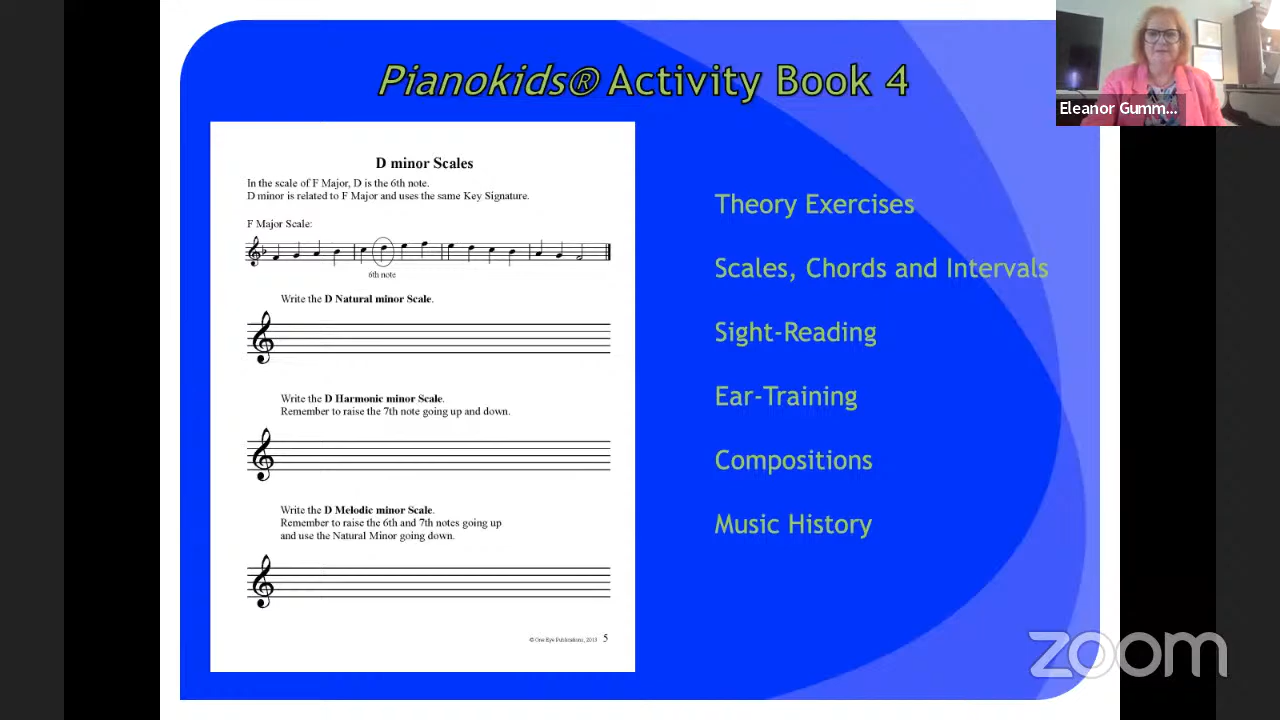 Pianokids® Activity Book 4
Eleanor Gumm...
D minor Scales
In the scale of F Major, D is the 6th note.
D minor is related to F Major and uses the same Key Signature.
F Major Scale:
6th note
Write the D Natural minor Scale.
Write the D Harmonic minor Scale.
Remember to raise the 7th note going up and down.
Write the D Melodic minor Scale.
Remember to raise the 6th and 7th notes going up
and use the Natural Minor going down.
© One Eye Publications, 2013 5
Theory Exercises
Scales, Chords and Intervals
Sight-Reading
Ear-Training
Compositions
Music History
zoom